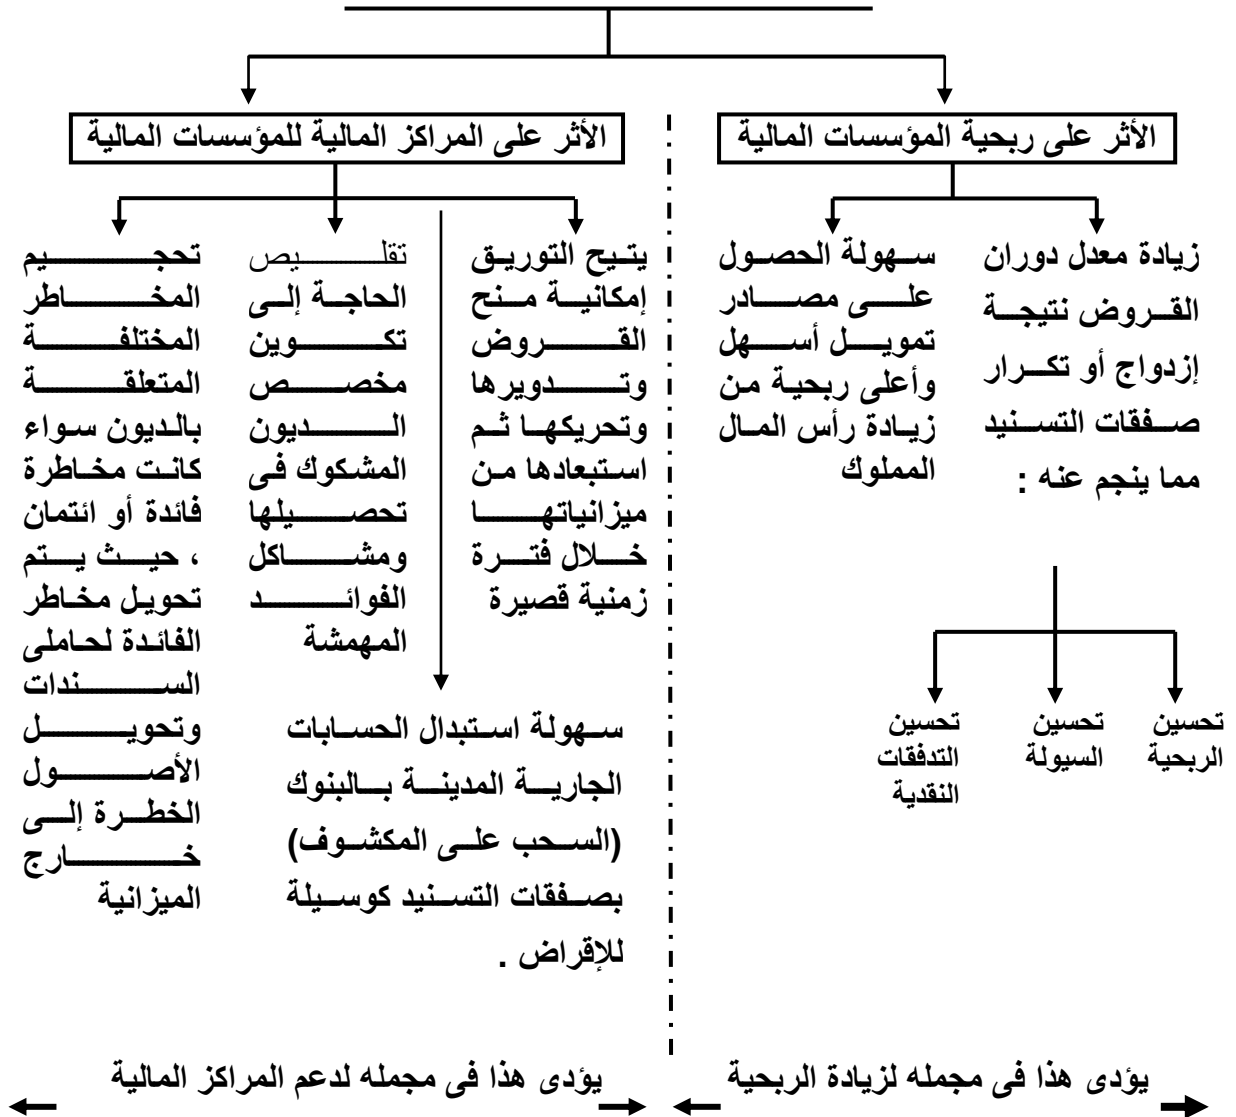 الأثر على ربحية المؤسسات المالية
زيادة معدل دوران
القروض نتيجة
إزدواج أو تكرار
صفقات التسنيد
مما ينجم عنه :
تحسين
الربحية
تحسين
السيولة
تحسين
التدفقات
النقدية
سهولة الحصول
على مصادر
تمويل أسهل
وأعلى ربحية من
زيادة رأس المال
المملوك
يؤدى هذا فى مجمله لزيادة الربحية
الأثر على المراكز المالية للمؤسسات المالية
يتيح التوريق
إمكانية منح
القروض
وتدويرها
وتحريكها ثم
استبعادها من
ميزانياتها
خلال فترة
زمنية قصيرة
سهولة استبدال الحسابات
الجارية المدينة بالبنوك
(السحب على المكشوف)
بصفقات التسنيد كوسيلة
للإقراض .
تقليص
الحاجة إلى
تكوين
مخصص
الديون
المشكوك فى
تحصيلها
ومشاكل
الفوائد
المهمشة
تحجيم
المخاطر
المختلفة
المتعلقة
بالديون سواء
كانت مخاطرة
فائدة أو ائتمان
، حيث يتم
تحويل مخاطر
الفائدة لحاملى
السندات
وتحويل
الأصول
الخطرة إلى
خارج
الميزانية
يؤدى هذا فى مجمله لدعم المراكز المالية